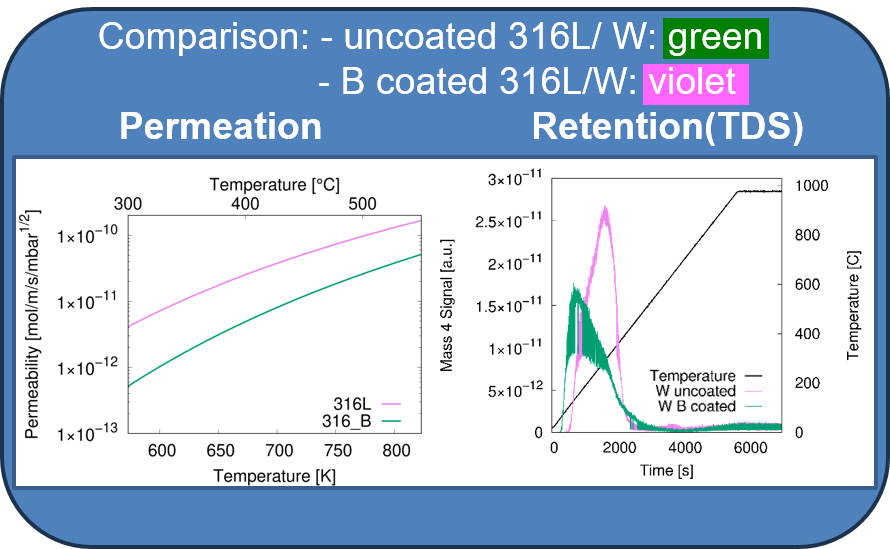 Comparison: - uncoated 316L/ W: green
- B coated 316L/W: violet
Permeation
Retention(TDS)
Temperature [°C]
300 400 500
Permeability [mol/m/s/mbar^1/2]
1×10^-10
1×10^-11
1×10^-12
1×10^-13
316L
316_B
600 650 700 750 800
Temperature [K]
Mass 4 Signal [a.u.]
3×10^-11
2.5×10^-11
2×10^-11
1.5×10^-11
1×10^-11
5×10^-12
0
Temperature
W uncoated
W B coated
0 2000 4000 6000
Time [s]
1000
800
600
400
200
0
Temperature [C]